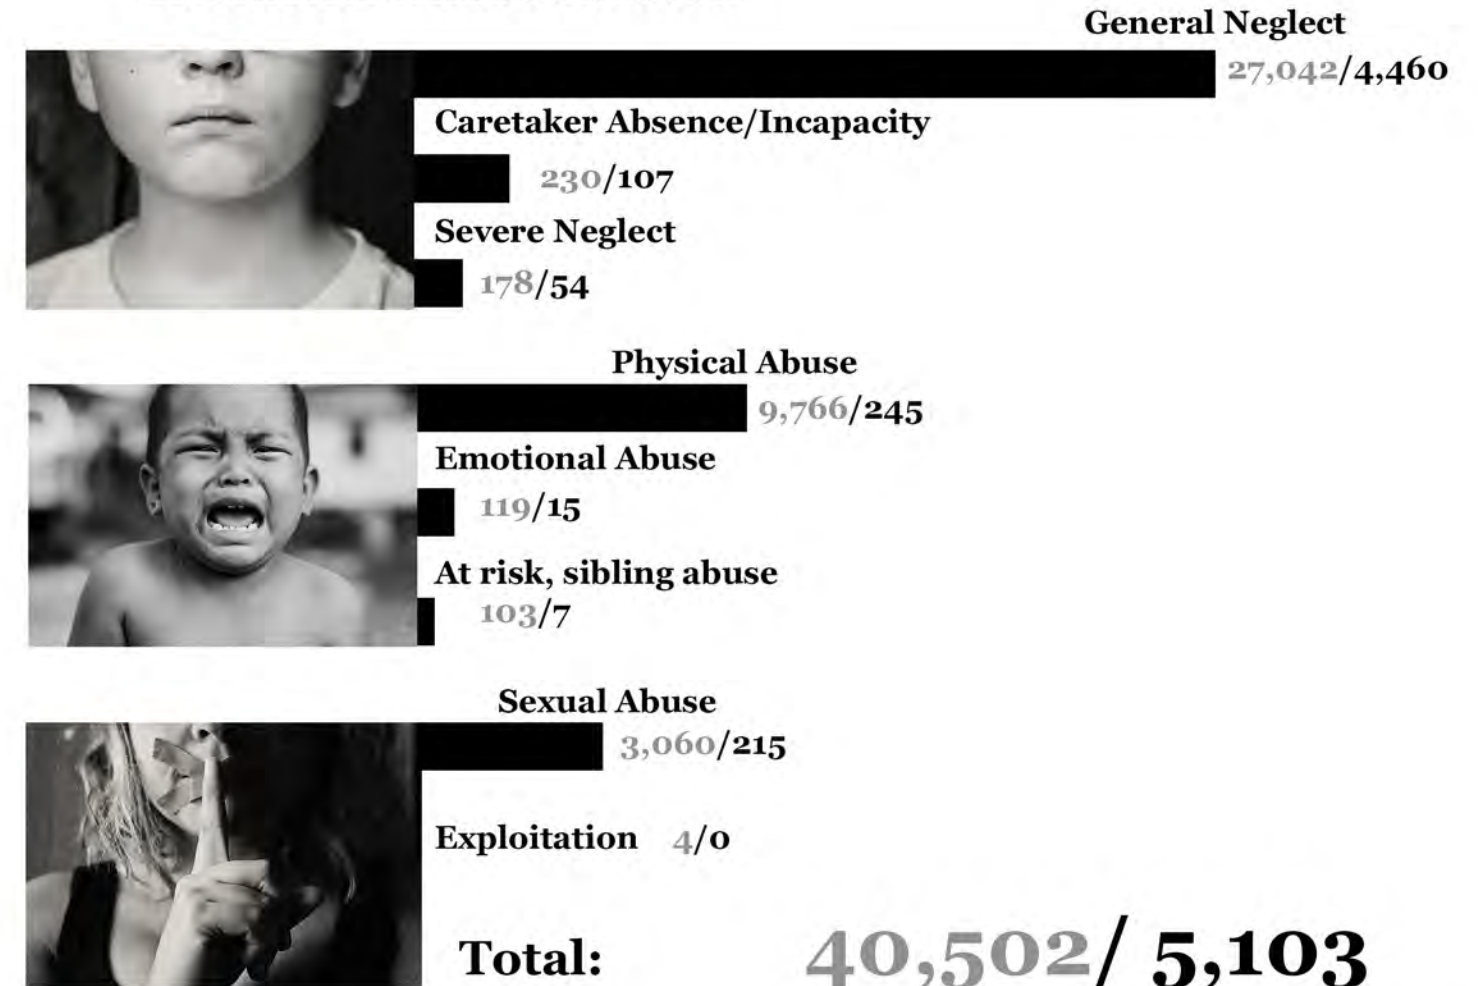 General Neglect
27,042/4,460
Caretaker Absence/Incapacity
230/107
Severe Neglect
178/54
Physical Abuse
9,766/245
Emotional Abuse
119/15
At risk, sibling abuse
103/7
Sexual Abuse
3,060/215
Exploitation 4/0
Total: 40,502/ 5,103